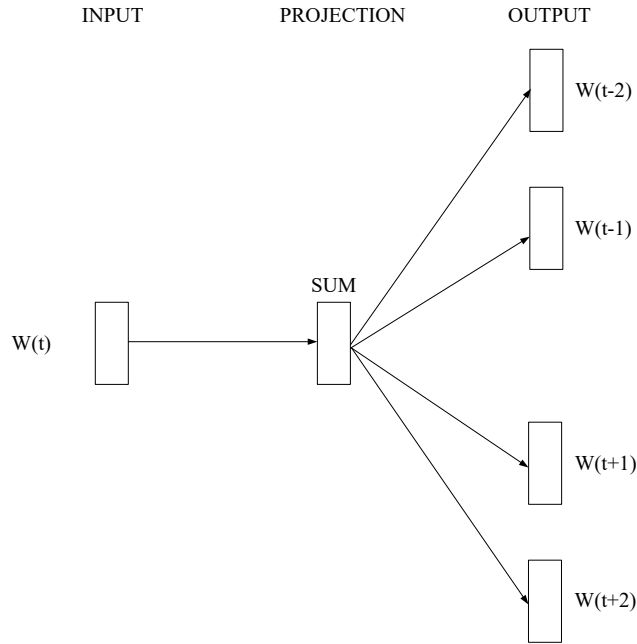 INPUT PROJECTION OUTPUT
W(t-2)
W(t-1)
SUM
W(t)
W(t+1)
W(t+2)